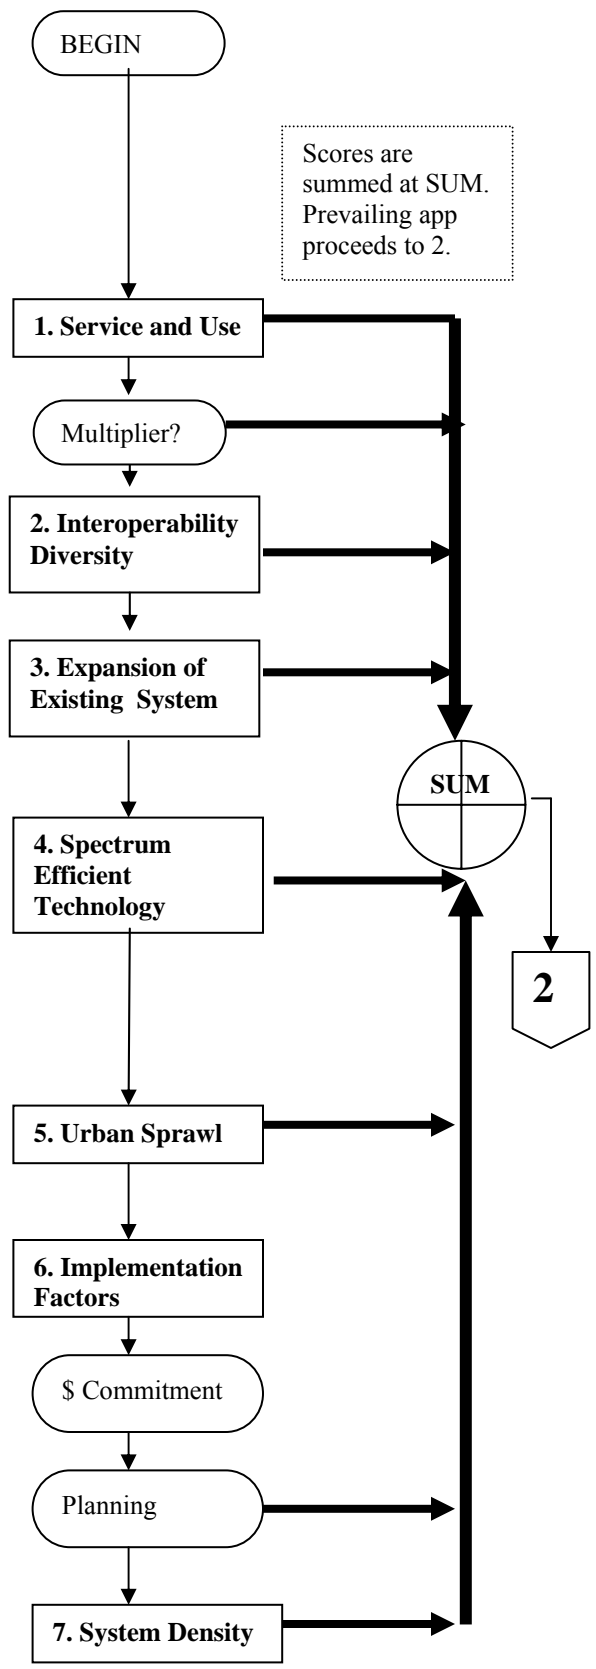 BEGIN
Scores are
summed at SUM.
Prevailing app
proceeds to 2.
1. Service and Use
Multiplier?
2. Interoperability
Diversity
3. Expansion of
Existing System
SUM
4. Spectrum
Efficient
Technology
2
5. Urban Sprawl
6. Implementation
Factors
$ Commitment
Planning
7. System Density